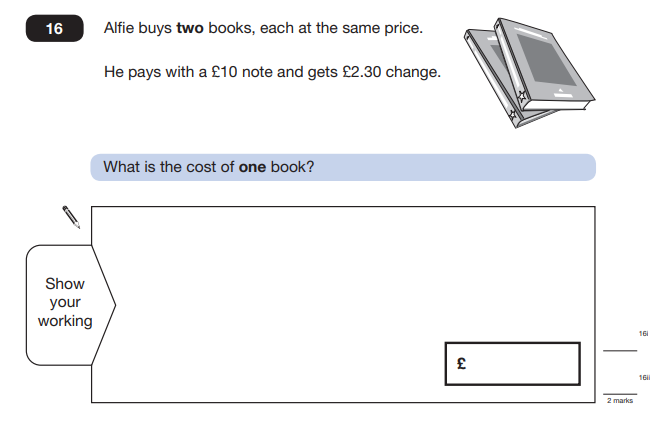 16
Alfie buys two books, each at the same price.
He pays with a £10 note and gets £2.30 change.
What is the cost of one book?
Show
your
working
£
16i
16ii
2 marks